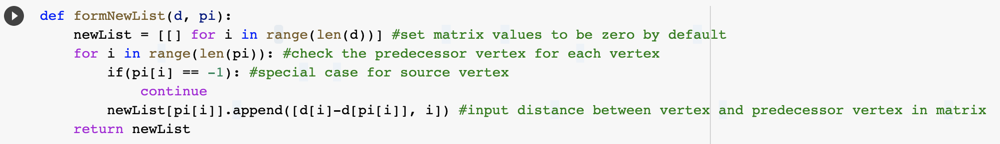 def formNewList(d, pi):
    newList = [[] for i in range(len(d))] #set matrix values to be zero by default
    for i in range(len(pi)): #check the predecessor vertex for each vertex
        if(pi[i] == -1): #special case for source vertex
            continue
        newList[pi[i]].append([d[i]-d[pi[i]], i]) #input distance between vertex and predecessor vertex in matrix
    return newList